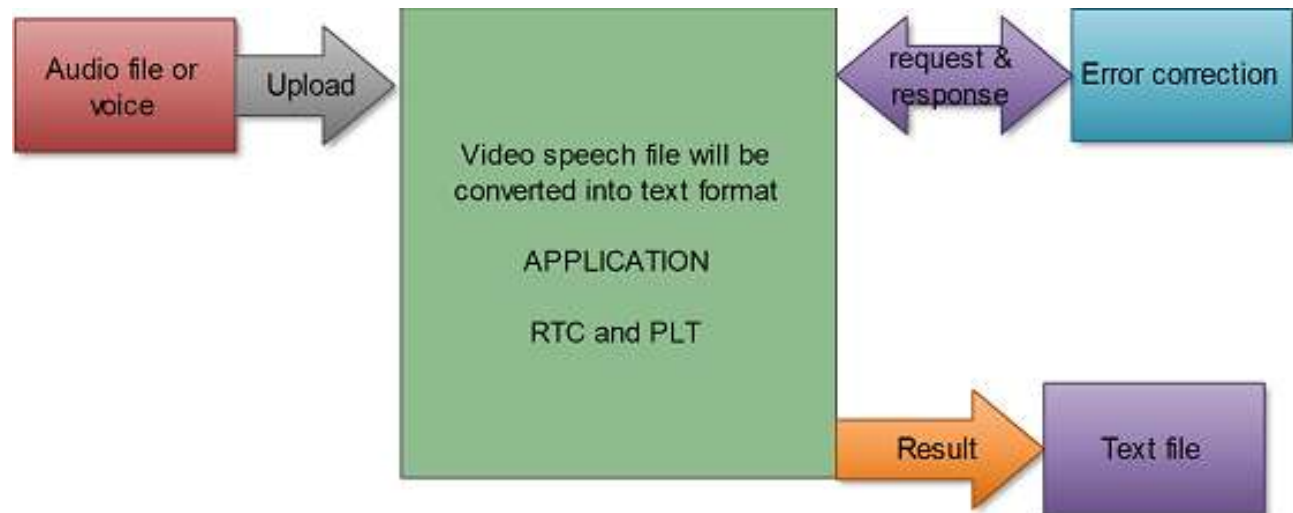 Audio file or
voice
Upload
Video speech file will be
converted into text format
APPLICATION
RTC and PLT
request &
response
Error correction
Result
Text file